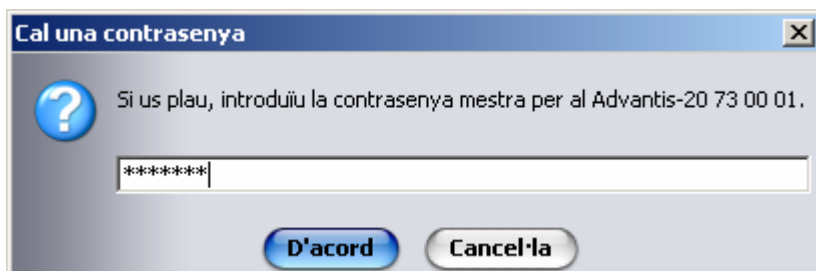 Cal una contrasenya
Si us plau, introduïu la contrasenya mestra per al Advantis-20 73 00 01.
*******
D'acord Cancel·la